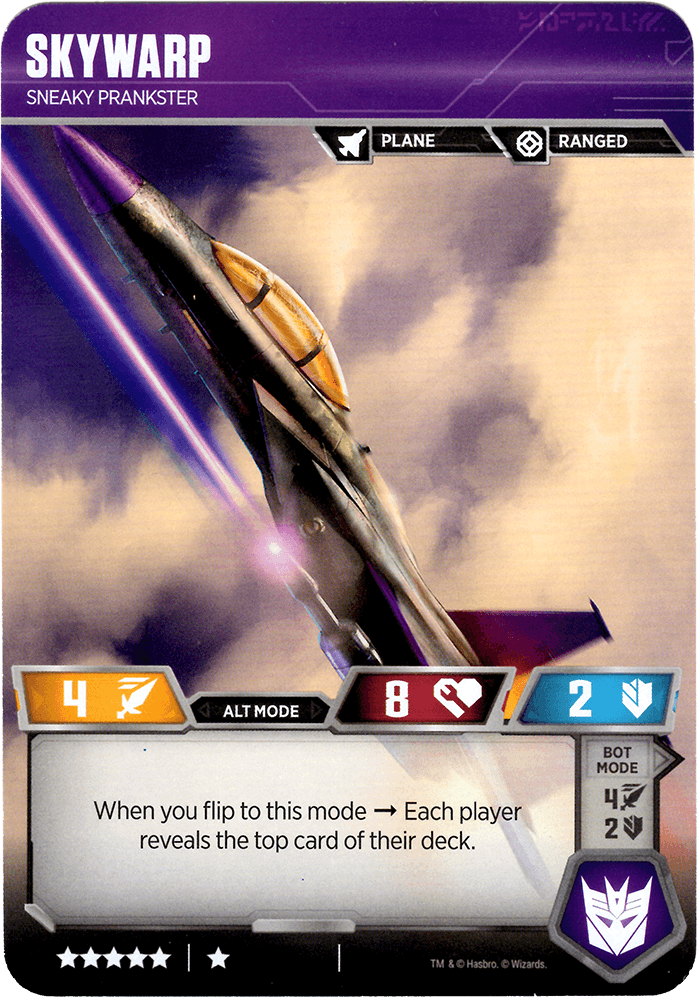 SKYWARP
SNEAKY PRANKSTER
PLANE
RANGED
4
ALT MODE
8
2
BOT
MODE
4
2
When you flip to this mode → Each player
reveals the top card of their deck.
TM & © Hasbro. © Wizards.